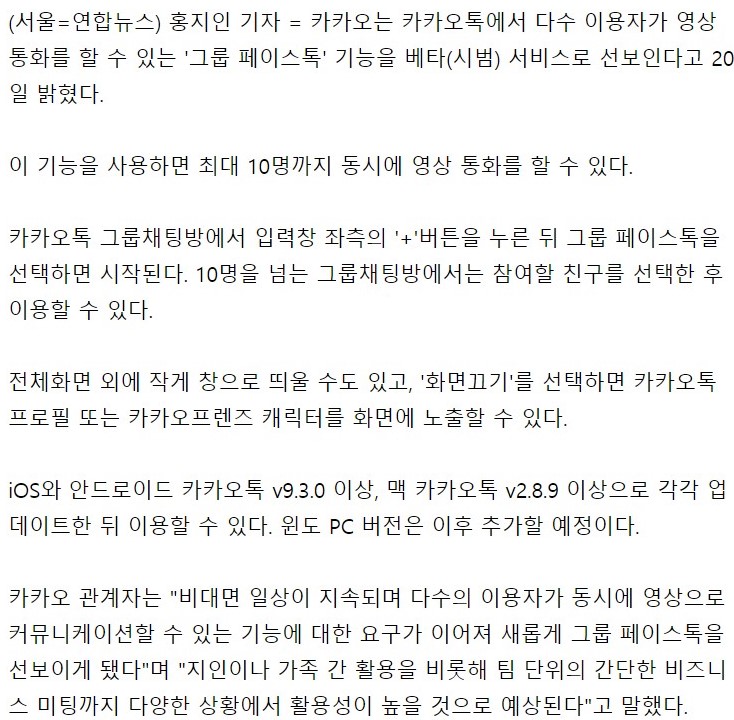 (서울=연합뉴스) 홍지인 기자 = 카카오는 카카오톡에서 다수 이용자가 영상
통화를 할 수 있는 '그룹 페이스톡' 기능을 베타(시범) 서비스로 선보인다고 20
일 밝혔다.
이 기능을 사용하면 최대 10명까지 동시에 영상 통화를 할 수 있다.
카카오톡 그룹채팅방에서 입력창 좌측의 '+'버튼을 누른 뒤 그룹 페이스톡을
선택하면 시작된다. 10명을 넘는 그룹채팅방에서는 참여할 친구를 선택한 후
이용할 수 있다.
전체화면 외에 작게 창으로 띄울 수도 있고, '화면끄기'를 선택하면 카카오톡
프로필 또는 카카오프렌즈 캐릭터를 화면에 노출할 수 있다.
iOS와 안드로이드 카카오톡 v9.3.0 이상, 맥 카카오톡 v2.8.9 이상으로 각각 업
데이트한 뒤 이용할 수 있다. 윈도 PC 버전은 이후 추가할 예정이다.
카카오 관계자는 "비대면 일상이 지속되며 다수의 이용자가 동시에 영상으로
커뮤니케이션할 수 있는 기능에 대한 요구가 이어져 새롭게 그룹 페이스톡을
선보이게 됐다"며 "지인이나 가족 간 활용을 비롯해 팀 단위의 간단한 비즈니
스 미팅까지 다양한 상황에서 활용성이 높을 것으로 예상된다"고 말했다.